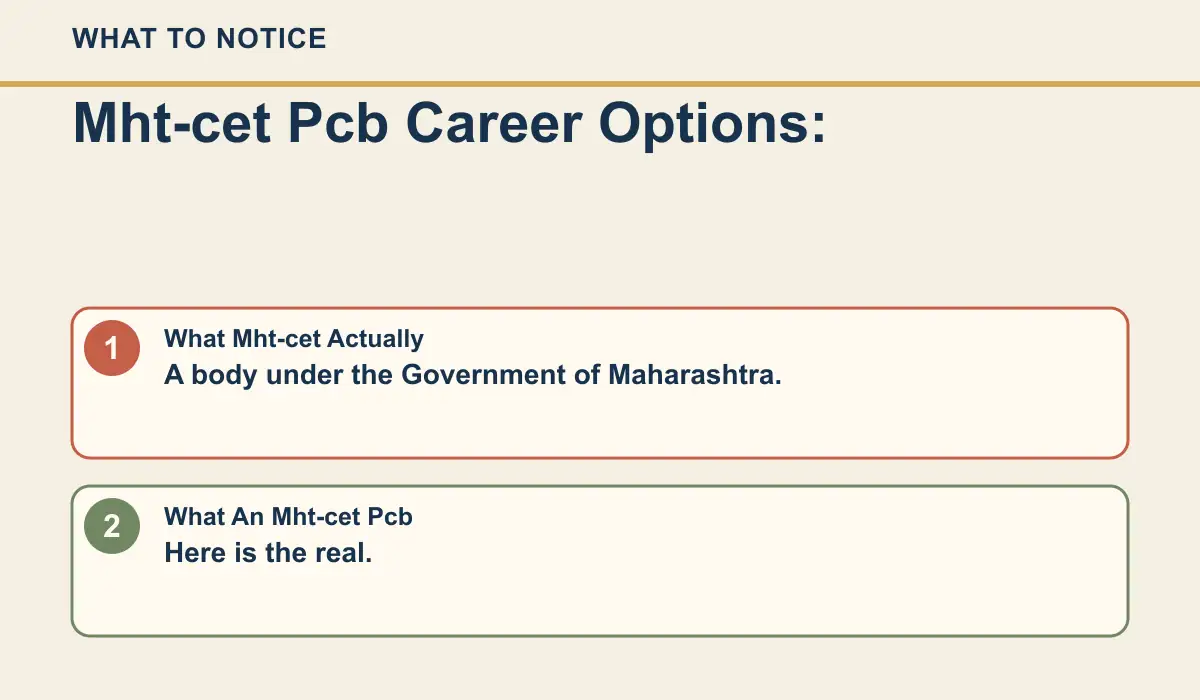 WHAT TO NOTICE
Mht-cet Pcb Career Options:
1
What Mht-cet Actually
A body under the Government of Maharashtra.
2
What An Mht-cet Pcb
Here is the real.